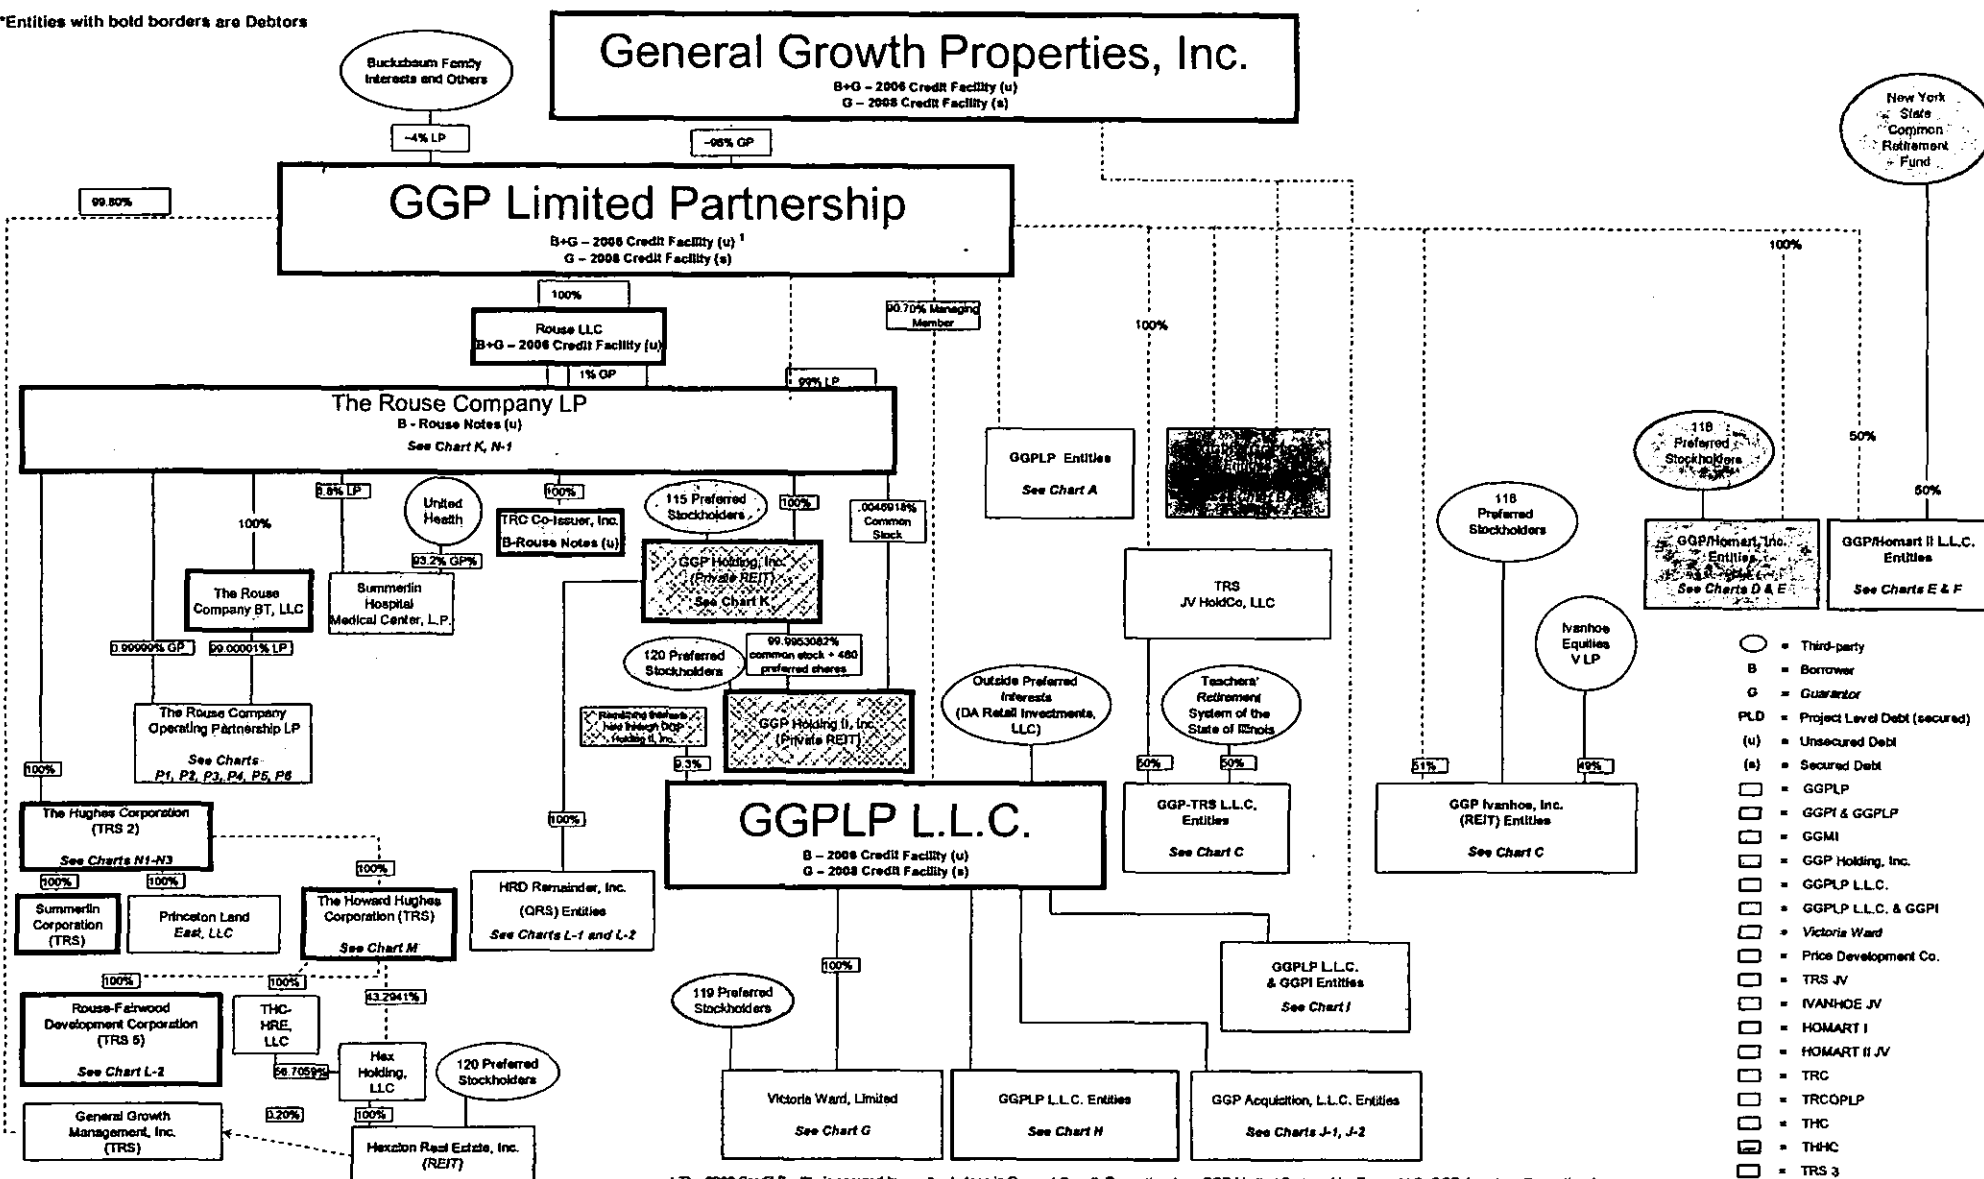 *Entities with bold borders are Debtors
General Growth Properties, Inc.
B+G – 2006 Credit Facility (u)
G – 2008 Credit Facility (s)
Bucksbaum Family
Interests and Others
~4% LP
~96% GP
New York
State
Common
Retirement
Fund
99.80%
GGP Limited Partnership
B+G – 2006 Credit Facility (u) 1
G – 2008 Credit Facility (s)
100%
100%
Rouse LLC
B+G – 2006 Credit Facility (u)
90.70% Managing
Member
100%
1% GP
99% LP
The Rouse Company LP
B - Rouse Notes (u)
See Chart K, N-1
GGPLP Entities
See Chart A
118
Preferred
Stockholders
50%
50%
100%
LP
United
Health
100%
TRC Co-Issuer, Inc.
B-Rouse Notes (u)
115 Preferred
Stockholders
100%
.0046918%
Common
Stock
116
Preferred
Stockholders
GGP/Homart, Inc.
Entities
See Charts D & E
GGP/Homart II L.L.C.
Entities
See Charts E & F
93.2% GP%
The Rouse
Company BT, LLC
Summerlin
Hospital
Medical Center, L.P.
GGP Holding, Inc.
(Private REIT)
See Chart K
TRS
JV HoldCo, LLC
Ivanhoe
Equities
V LP
0.99999% GP
99.00001% LP
120 Preferred
Stockholders
99.9953082%
common stock + 480
preferred shares
The Rouse Company
Operating Partnership LP
See Charts
P1, P2, P3, P4, P5, P6
Remaining Interests
held through GGP
Holding II, Inc.
GGP Holding II, Inc.
(Private REIT)
Outside Preferred
Interests
(DA Retail Investments,
LLC)
Teachers'
Retirement
System of the
State of Illinois
100%
9.3%
50%
50%
51%
49%
The Hughes Corporation
(TRS 2)
See Charts N1-N3
GGPLP L.L.C.
B – 2006 Credit Facility (u)
G – 2008 Credit Facility (s)
GGP-TRS L.L.C.
Entities
See Chart C
GGP Ivanhoe, Inc.
(REIT) Entities
See Chart C
100%
100%
100%
100%
Summerlin
Corporation
(TRS)
Princeton Land
East, LLC
The Howard Hughes
Corporation (TRS)
See Chart M
HRD Remainder, Inc.
(QRS) Entities
See Charts L-1 and L-2
100%
GGPLP L.L.C.
& GGPI Entities
See Chart I
100%
100%
43.2941%
119 Preferred
Stockholders
Rouse-Fairwood
Development Corporation
(TRS 5)
See Chart L-2
THC-
HRE,
LLC
56.7059%
Hex
Holding,
LLC
120 Preferred
Stockholders
General Growth
Management, Inc.
(TRS)
0.20%
100%
Hexalon Real Estate, Inc.
(REIT)
Victoria Ward, Limited
See Chart G
GGPLP L.L.C. Entities
See Chart H
GGP Acquisition, L.L.C. Entities
See Charts J-1, J-2
= Third-party
B = Borrower
G = Guarantor
PLD = Project Level Debt (secured)
(u) = Unsecured Debt
(s) = Secured Debt
= GGPLP
= GGPI & GGPLP
= GGMI
= GGP Holding, Inc.
= GGPLP L.L.C.
= GGPLP L.L.C. & GGPI
= Victoria Ward
= Price Development Co.
= TRS JV
= IVANHOE JV
= HOMART I
= HOMART II JV
= TRC
= TRCOPLP
= THC
= THHC
= TRS 3